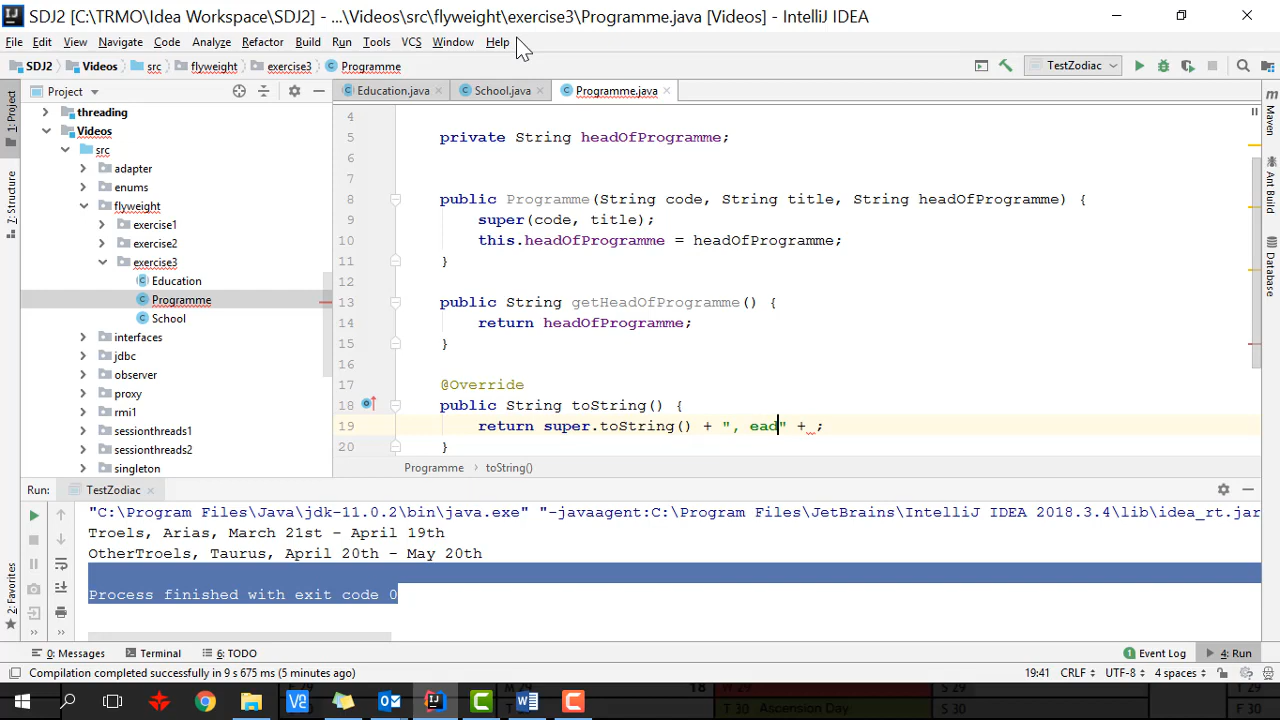 SDJ2 [C:\TRMO\Idea Workspace\SDJ2] - ...\Videos\src\flyweight\exercise3\Programme.java [Videos] - IntelliJ IDEA
File Edit View Navigate Code Analyze Refactor Build Run Tools VCS Window Help
SDJ2 Videos src flyweight exercise3 Programme TestZodiac
Project Education.java School.java Programme.java
threading
Videos
src
adapter
enums
flyweight
exercise1
exercise2
exercise3
Education
Programme
School
interfaces
jdbc
observer
proxy
rmi1
sessionthreads1
sessionthreads2
singleton
1: Project
7: Structure
2: Favorites
Maven
Ant Build
Database
4
5 private String headOfProgramme;
6
7
8 public Programme(String code, String title, String headOfProgramme) {
9 super(code, title);
10 this.headOfProgramme = headOfProgramme;
11 }
12
13 public String getHeadOfProgramme() {
14 return headOfProgramme;
15 }
16
17 @Override
18 public String toString() {
19 return super.toString() + ", ead" + ;
20 }
Programme toString()
Run: TestZodiac
"C:\Program Files\Java\jdk-11.0.2\bin\java.exe" "-javaagent:C:\Program Files\JetBrains\IntelliJ IDEA 2018.3.4\lib\idea_rt.jar
Troels, Arias, March 21st - April 19th
OtherTroels, Taurus, April 20th - May 20th
Process finished with exit code 0
0: Messages Terminal 6: TODO Event Log 4: Run
Compilation completed successfully in 9 s 675 ms (5 minutes ago) 19:41 CRLF UTF-8 4 spaces
18
S 29
T 30 Ascension Day
S 30